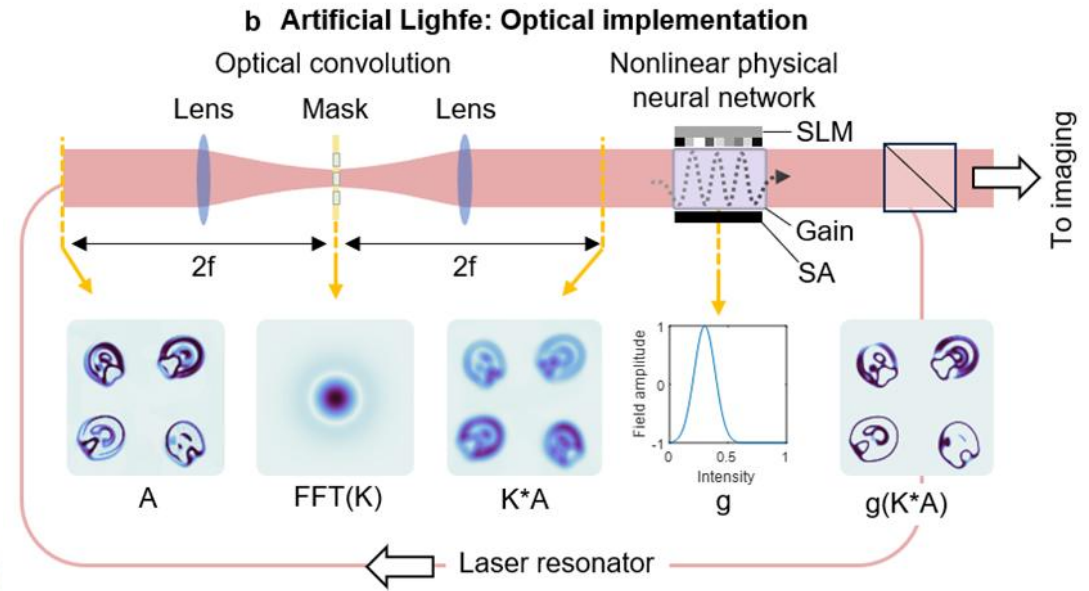 b Artificial Lighfe: Optical implementation
Optical convolution
Nonlinear physical
neural network
Lens
Mask
Lens
SLM
To imaging
Gain
SA
2f
2f
1
0
-1
Field amplitude
0
0.5
1
Intensity
A
FFT(K)
K*A
g
g(K*A)
Laser resonator